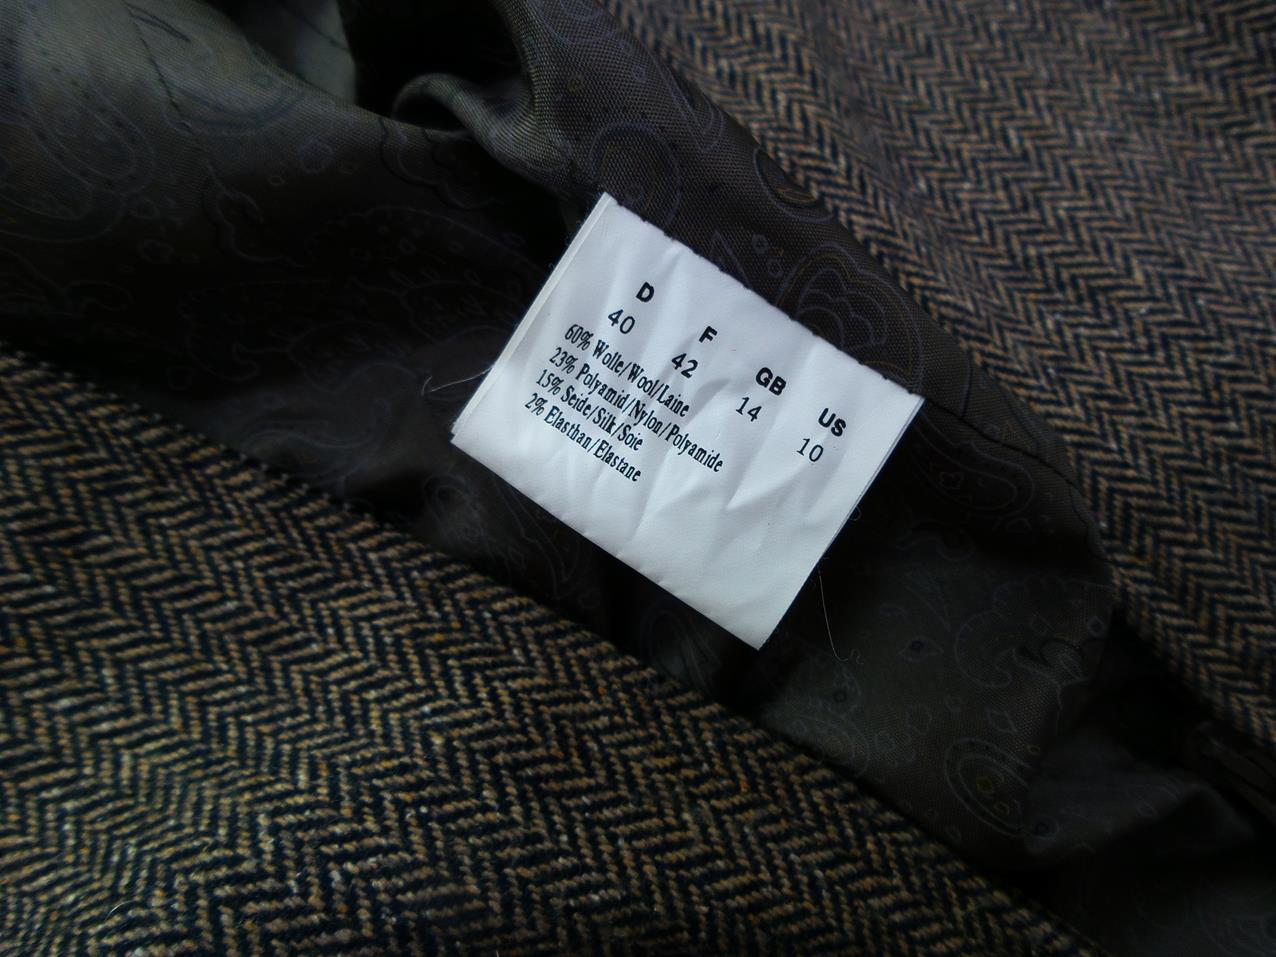 D F GB US
40 42 14 10
60% Wolle/Wool/Laine
23% Polyamid/Nylon/Polyamide
15% Seide/Silk/Soie
2% Elasthan/Elastane